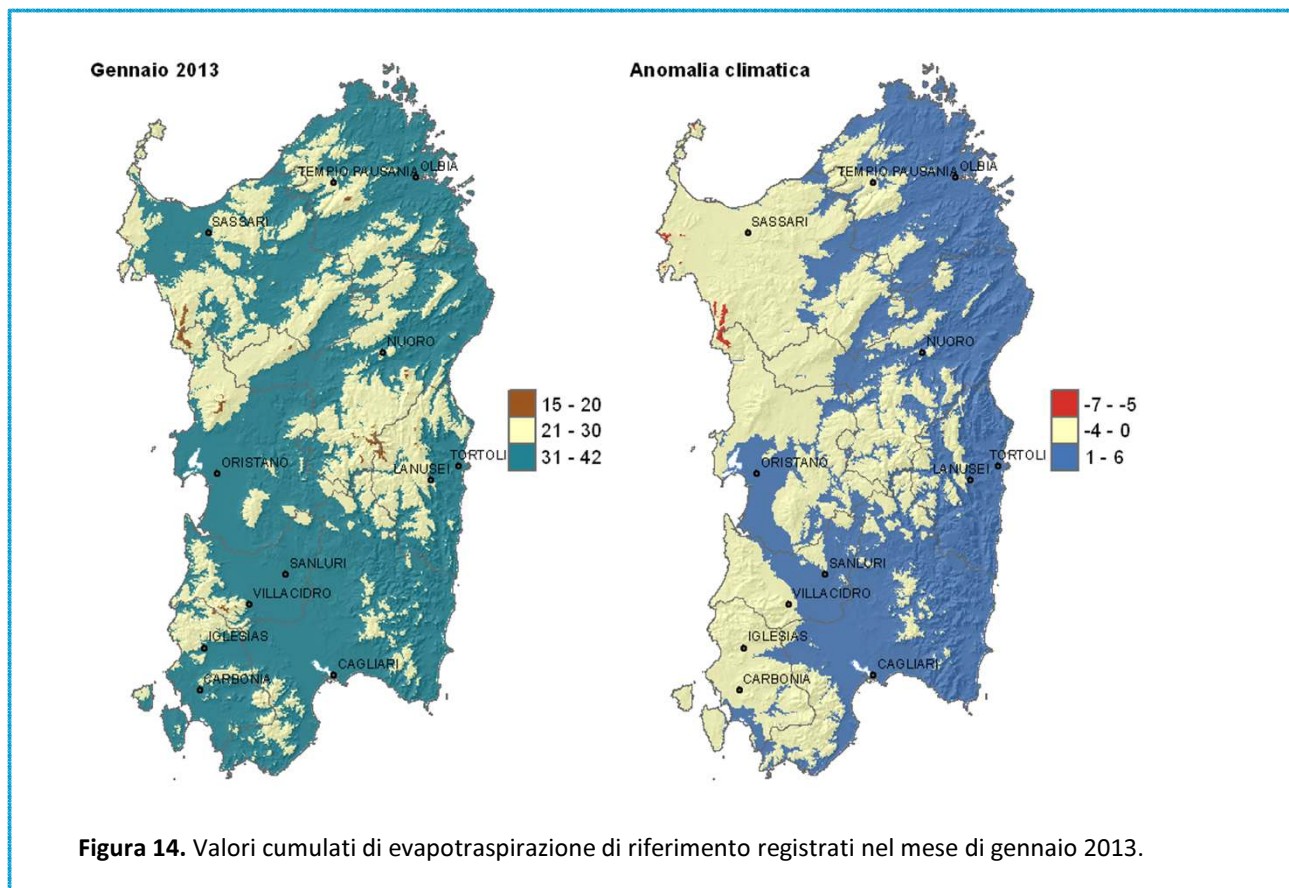 Gennaio 2013
TEMPIO PAUSANIA
OLBIA
SASSARI
NUORO
ORISTANO
LANUSEI
TORTOLI
SANLURI
VILLACIDRO
IGLESIAS
CARBONIA
CAGLIARI
15 - 20
21 - 30
31 - 42
Anomalia climatica
TEMPIO PAUSANIA
OLBIA
SASSARI
NUORO
ORISTANO
LANUSEI
TORTOLI
SANLURI
VILLACIDRO
IGLESIAS
CARBONIA
CAGLIARI
-7 - -5
-4 - 0
1 - 6
Figura 14. Valori cumulati di evapotraspirazione di riferimento registrati nel mese di gennaio 2013.